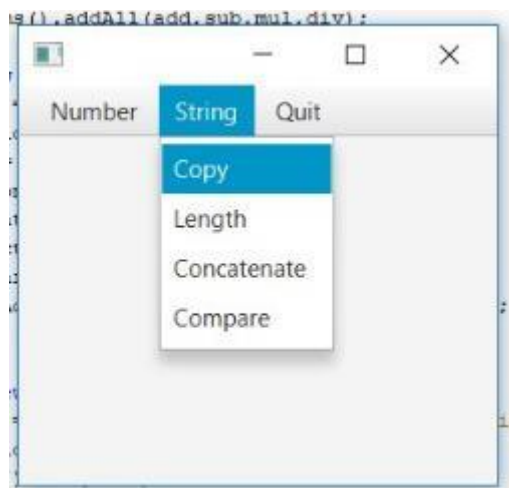 s().addAll(add.sub.mul.div);
Number String Quit
Copy
Length
Concatenate
Compare